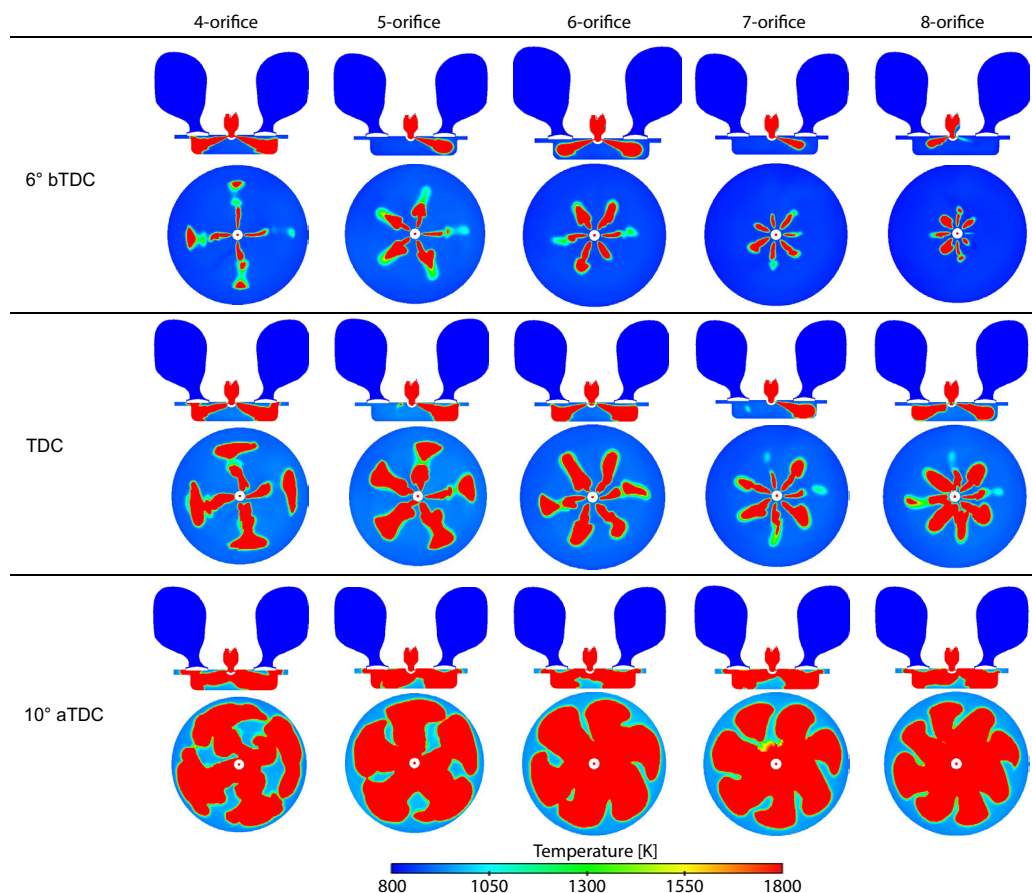 4-orifice 5-orifice 6-orifice 7-orifice 8-orifice
6° bTDC
TDC
10° aTDC
Temperature [K]
800 1050 1300 1550 1800